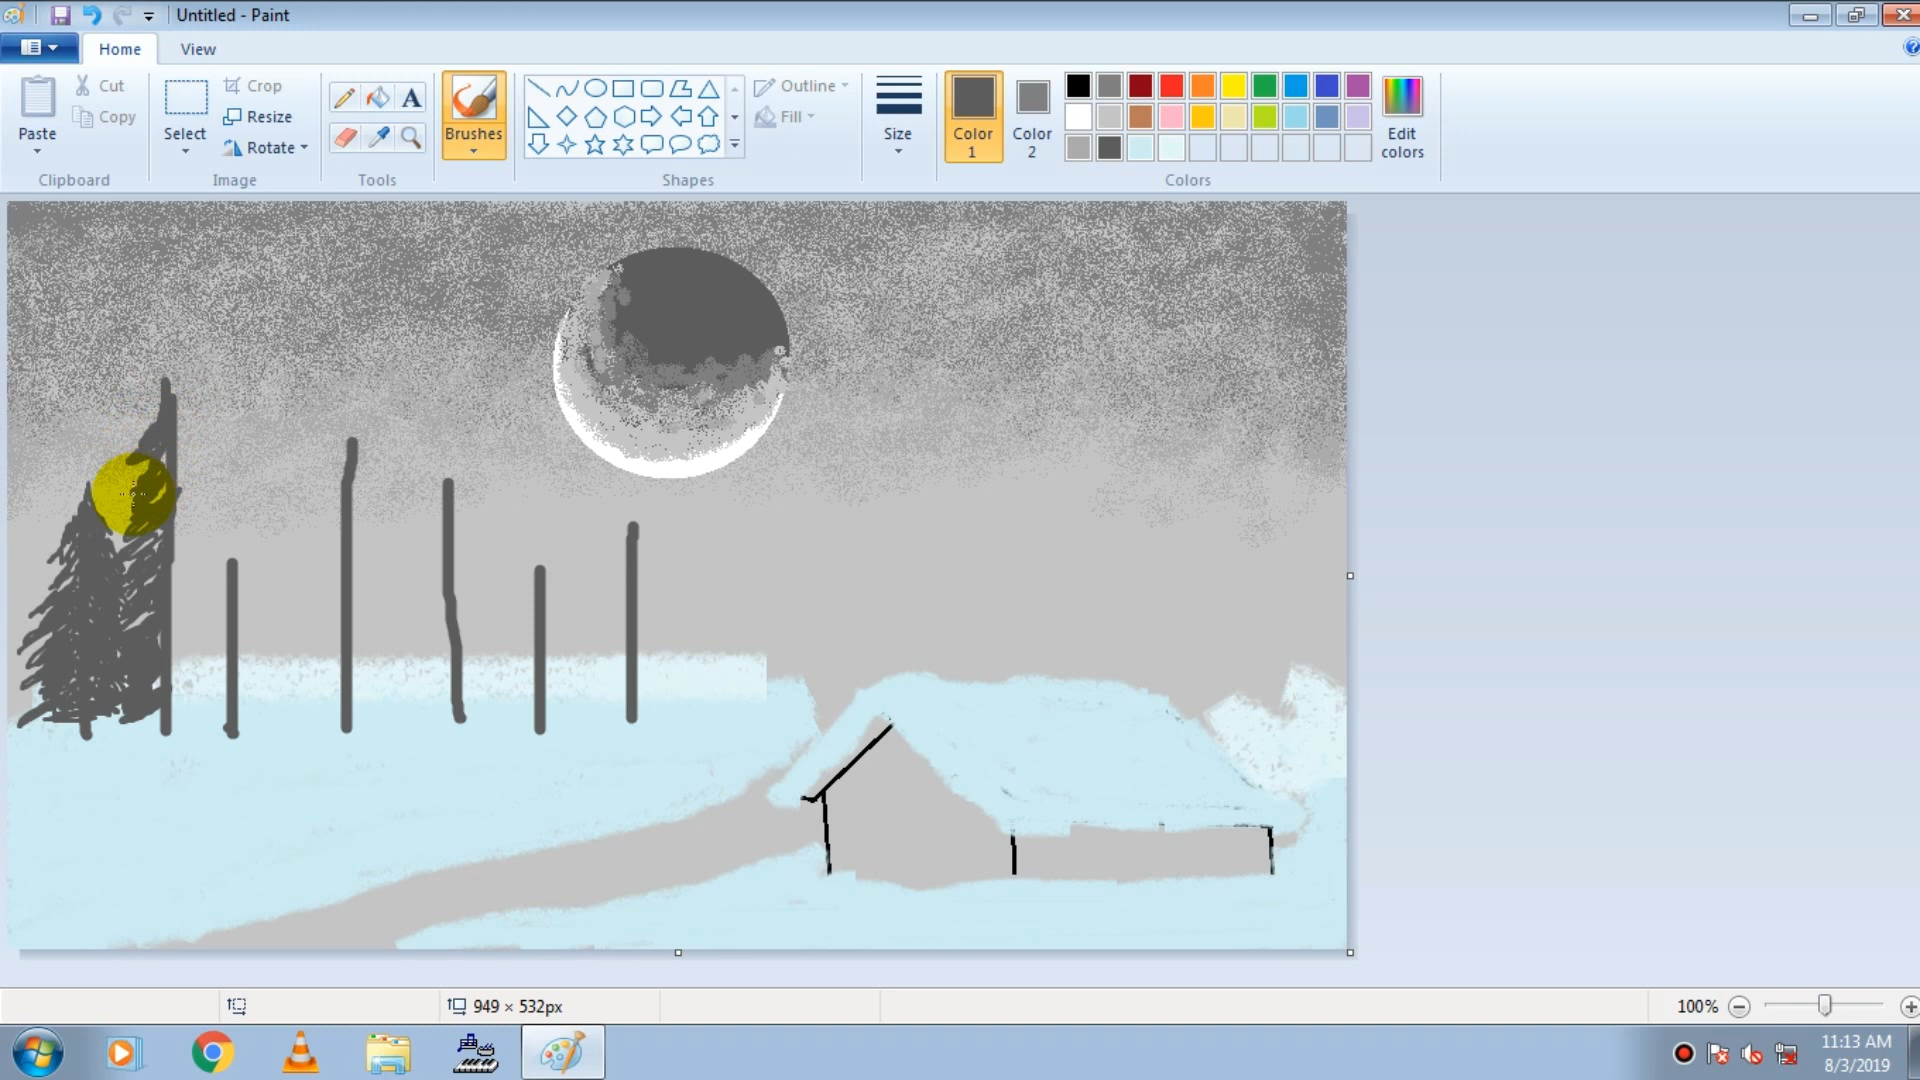 Untitled - Paint
Home
View
Paste
Cut
Copy
Clipboard
Select
Crop
Resize
Rotate
Image
A
Tools
Brushes
Shapes
Outline
Fill
Size
Color
1
Color
2
Edit
colors
Colors
949 × 532px
100%
11:13 AM
8/3/2019